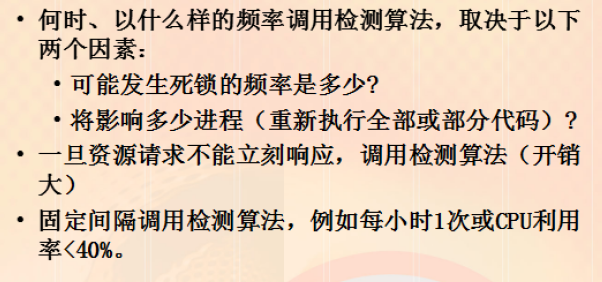 • 何时、以什么样的频率调用检测算法，取决于以下
两个因素：
• 可能发生死锁的频率是多少?
• 将影响多少进程（重新执行全部或部分代码）?
• 一旦资源请求不能立刻响应，调用检测算法（开销
大）
• 固定间隔调用检测算法，例如每小时1次或CPU利用
率<40%。